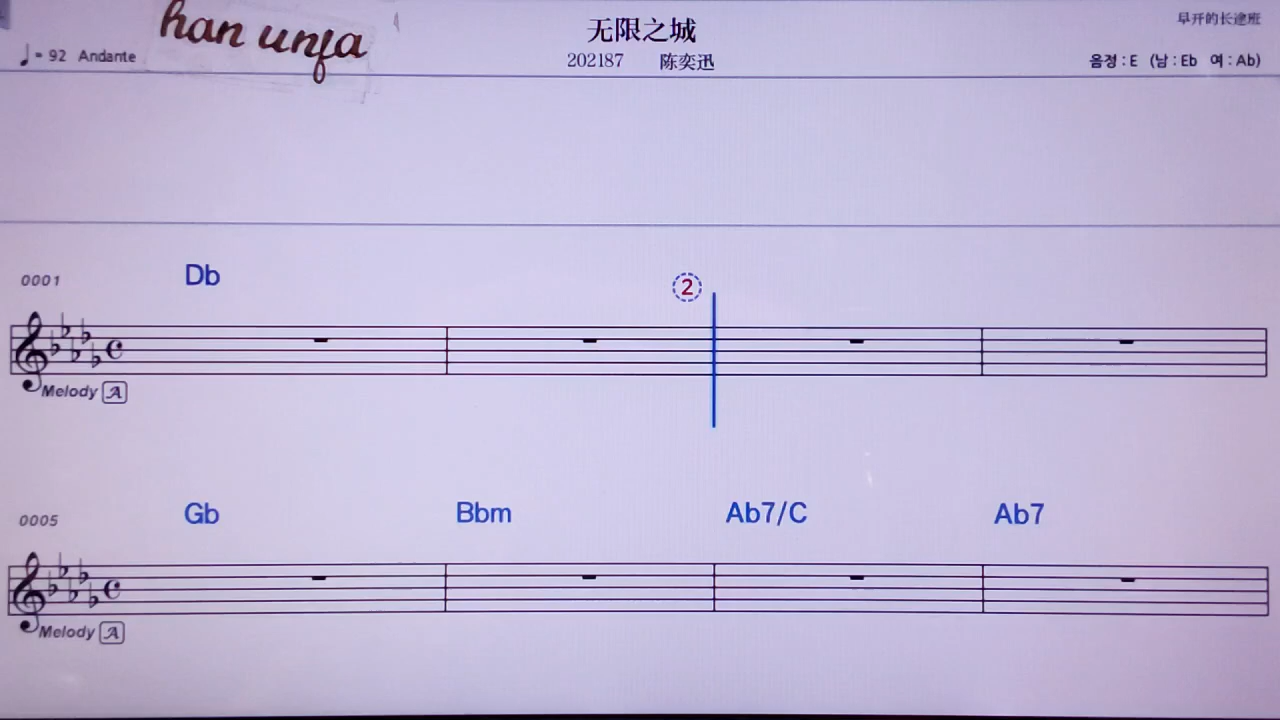 han unfa
无限之城
早开的长途班
♩= 92 Andante
202187 陈奕迅
음정 : E (남 : Eb 여 : Ab)
0001
Db
2
Melody A
0005
Gb Bbm Ab7/C Ab7
Melody A